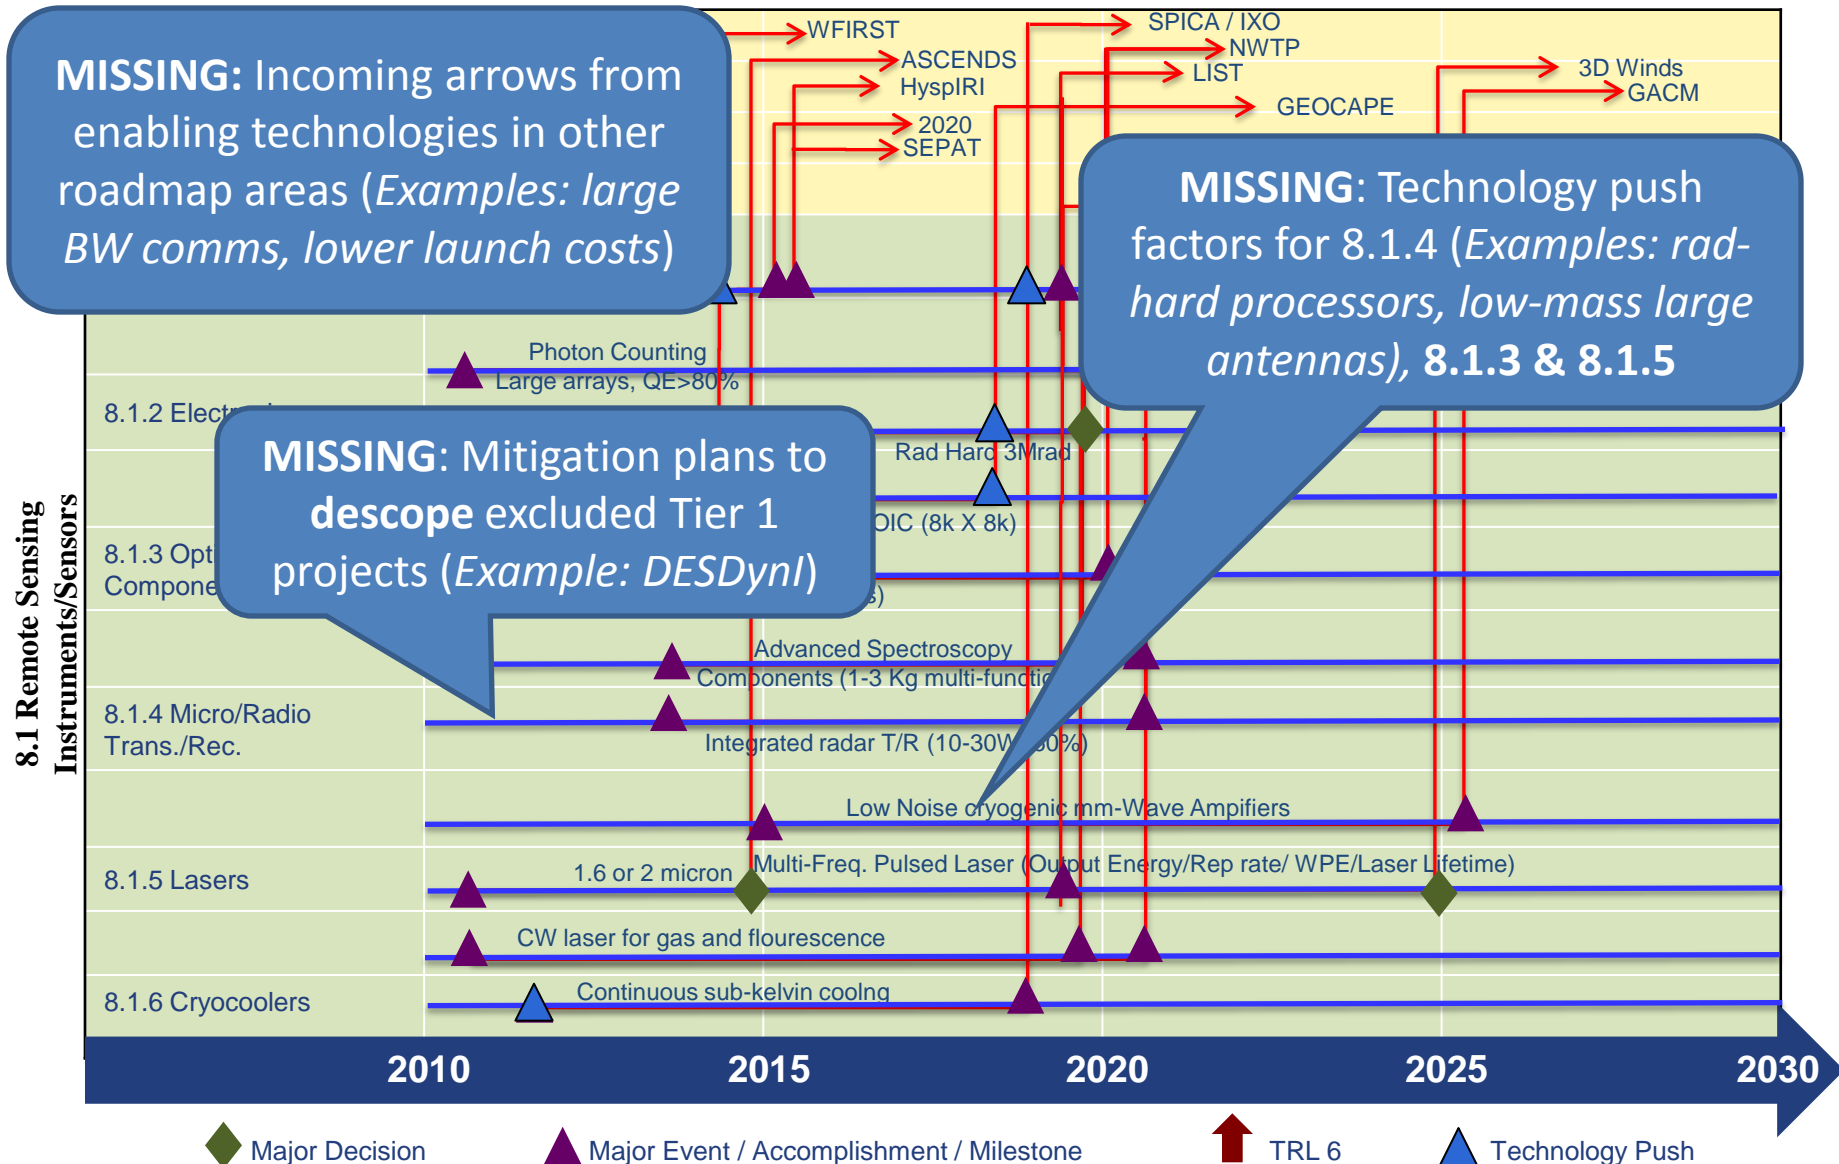 WFIRST
SPICA / IXO
ASCENDS
NWTP
HyspIRI
LIST
3D Winds
GACM
2020
GEOCAPE
SEPAT
MISSING: Incoming arrows from
enabling technologies in other
roadmap areas (Examples: large
BW comms, lower launch costs)
MISSING: Technology push
factors for 8.1.4 (Examples: rad-
hard processors, low-mass large
antennas), 8.1.3 & 8.1.5
8.1 Remote Sensing
Instruments/Sensors
Photon Counting
Large arrays, QE>80%
8.1.2
Rad Hard 3Mrad
MISSING: Mitigation plans to
descope excluded Tier 1
projects (Example: DESDynI)
(8k X 8k)
8.1.3
Advanced Spectroscopy
Components (1-3 Kg
8.1.4 Micro/Radio
Trans./Rec.
Integrated radar T/R
Low Noise cryogenic mm-Wave Ampifiers
8.1.5 Lasers
1.6 or 2 micron
Multi-Freq. Pulsed Laser (Output Energy/Rep rate/ WPE/Laser Lifetime)
CW laser for gas and flourescence
8.1.6 Cryocoolers
Continuous sub-kelvin coolng
2010
2015
2020
2025
2030
Major Decision
Major Event / Accomplishment / Milestone
TRL 6
Technology Push